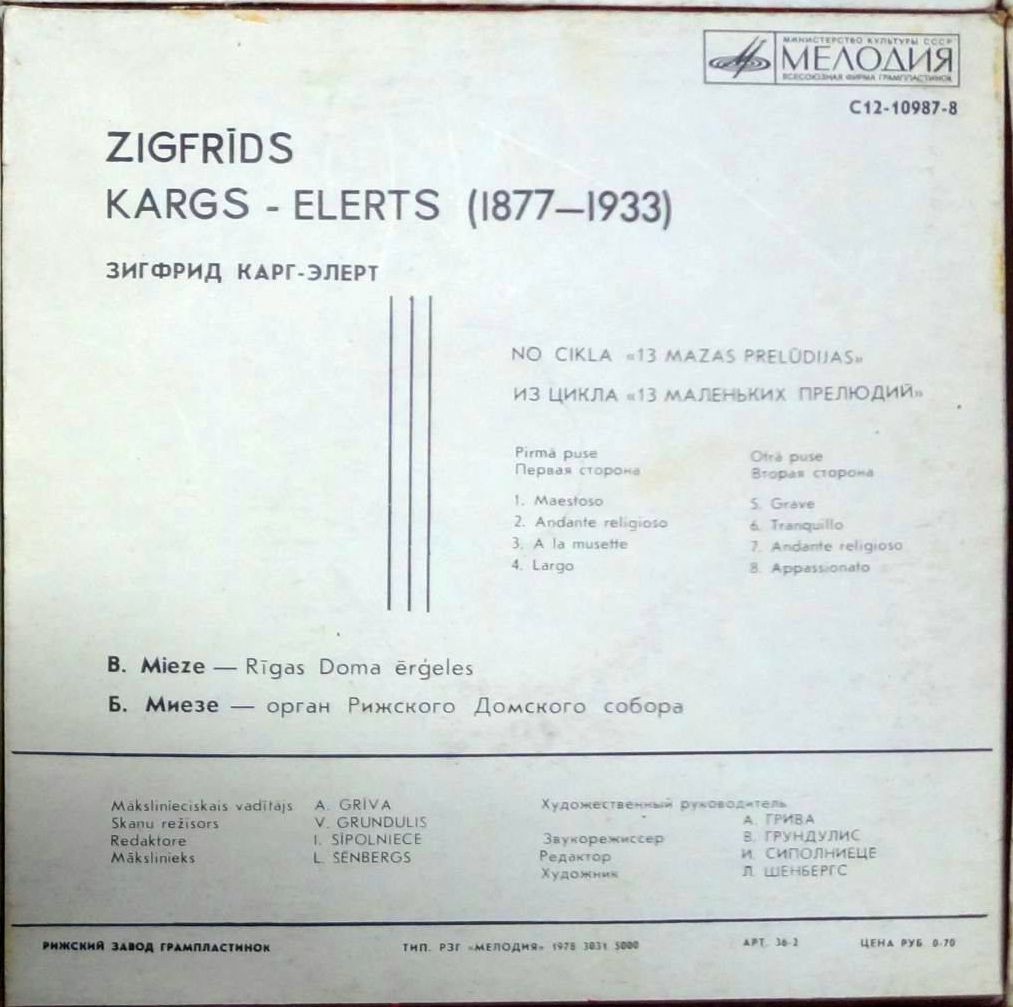 МИНИСТЕРСТВО КУЛЬТУРЫ СССР
МЕЛОДИЯ
ВСЕСОЮЗНАЯ ФИРМА ГРАМПЛАСТИНОК
С12-10987-8
ZIGFRĪDS
KARGS - ELERTS (1877—1933)
ЗИГФРИД КАРГ-ЭЛЕРТ
NO CIKLA «13 MAZAS PRELŪDIJAS»
ИЗ ЦИКЛА «13 МАЛЕНЬКИХ ПРЕЛЮДИЙ»
Pirmā puse
Первая сторона
1. Maestoso
2. Andante religioso
3. A la musette
4. Largo
Otrā puse
Вторая сторона
5. Grave
6. Tranquillo
7. Andante religioso
8. Appassionato
B. Mieze — Rīgas Doma ērģeles
Б. Миезе — орган Рижского Домского собора
Mākslinieciskais vadītājs A. GRĪVA
Skaņu režisors V. GRUNDULIS
Redaktore I. SĪPOLNIECE
Mākslinieks L. ŠĒNBERGS
Художественный руководитель
А. ГРИВА
Звукорежиссер В. ГРУНДУЛИС
Редактор И. СИПОЛНИЕЦЕ
Художник Л. ШЕНБЕРГС
РИЖСКИЙ ЗАВОД ГРАМПЛАСТИНОК ТИП. РЗГ «МЕЛОДИЯ» 1978 3031 5000 АРТ. 36-2 ЦЕНА РУБ. 0-70